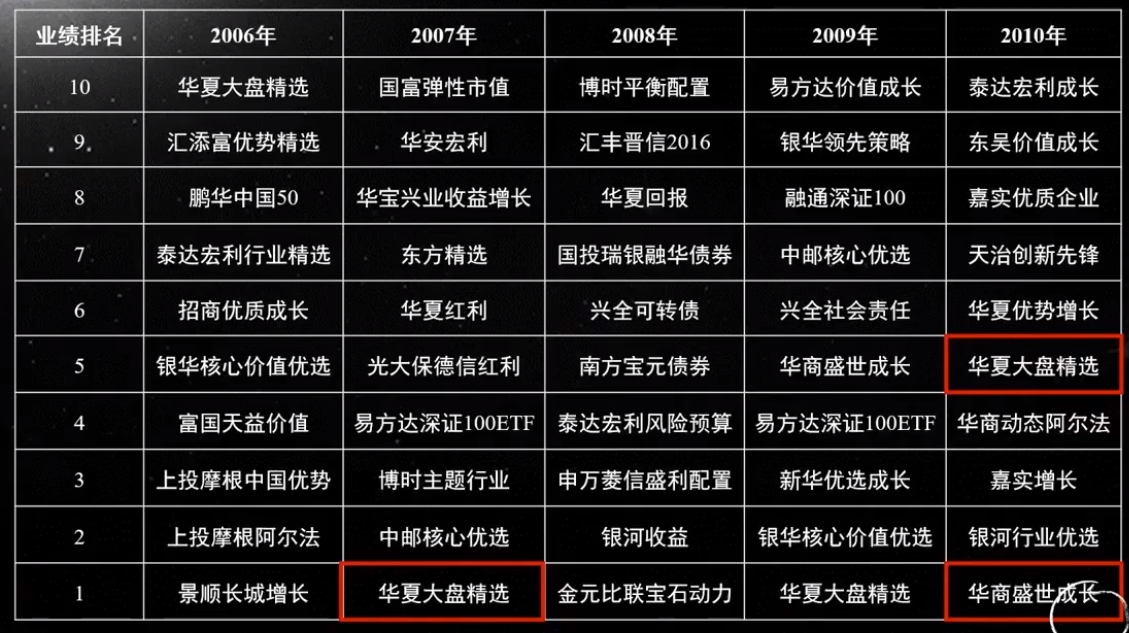 业绩排名 2006年 2007年 2008年 2009年 2010年
10 华夏大盘精选 国富弹性市值 博时平衡配置 易方达价值成长 泰达宏利成长
9 汇添富优势精选 华安宏利 汇丰晋信2016 银华领先策略 东吴价值成长
8 鹏华中国50 华宝兴业收益增长 华夏回报 融通深证100 嘉实优质企业
7 泰达宏利行业精选 东方精选 国投瑞银融华债券 中邮核心优选 天治创新先锋
6 招商优质成长 华夏红利 兴全可转债 兴全社会责任 华夏优势增长
5 银华核心价值优选 光大保德信红利 南方宝元债券 华商盛世成长 华夏大盘精选
4 富国天益价值 易方达深证100ETF 泰达宏利风险预算 易方达深证100ETF 华商动态阿尔法
3 上投摩根中国优势 博时主题行业 申万菱信盛利配置 新华优选成长 嘉实增长
2 上投摩根阿尔法 中邮核心优选 银河收益 银华核心价值优选 银河行业优选
1 景顺长城增长 华夏大盘精选 金元比联宝石动力 华夏大盘精选 华商盛世成长